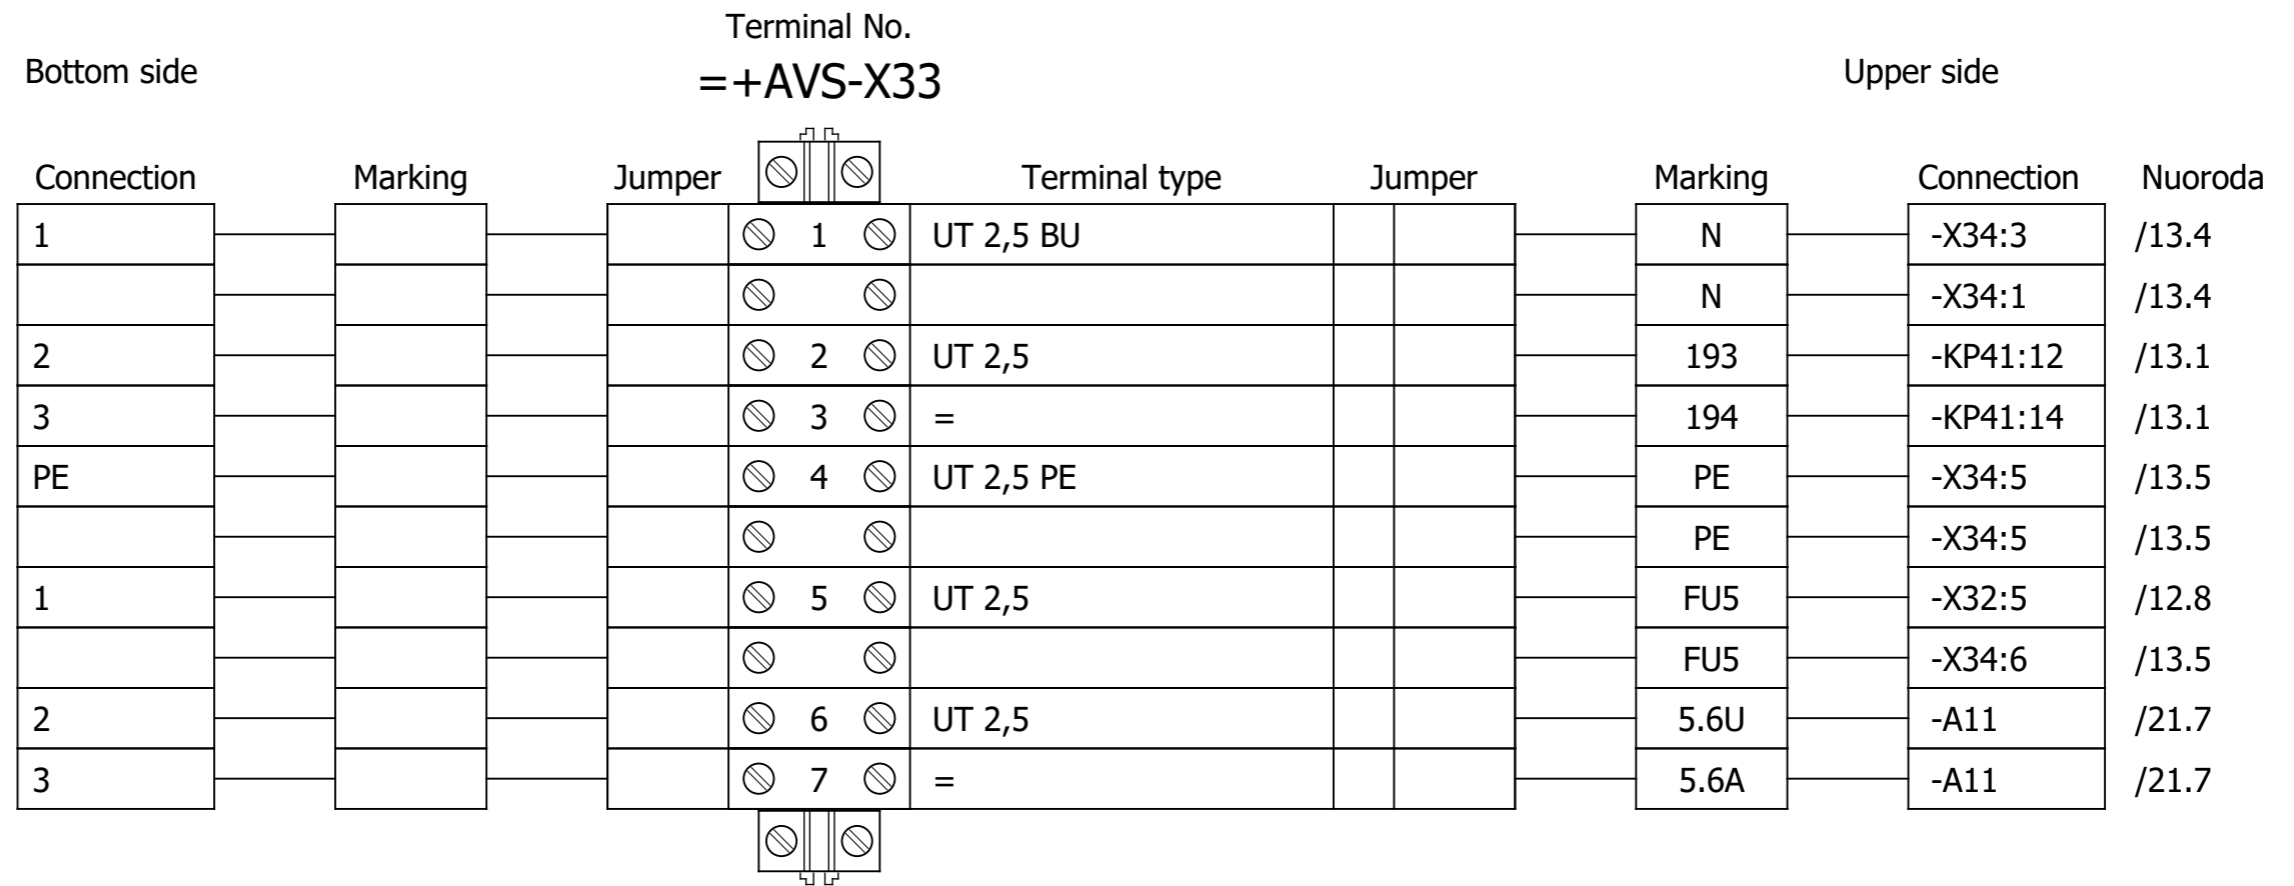 Terminal No.
Bottom side =+AVS-X33 Upper side
Connection Marking Jumper Terminal type Jumper Marking Connection Nuoroda
1 1 UT 2,5 BU N -X34:3 /13.4
N -X34:1 /13.4
2 2 UT 2,5 193 -KP41:12 /13.1
3 3 = 194 -KP41:14 /13.1
PE 4 UT 2,5 PE PE -X34:5 /13.5
PE -X34:5 /13.5
1 5 UT 2,5 FU5 -X32:5 /12.8
FU5 -X34:6 /13.5
2 6 UT 2,5 5.6U -A11 /21.7
3 7 = 5.6A -A11 /21.7